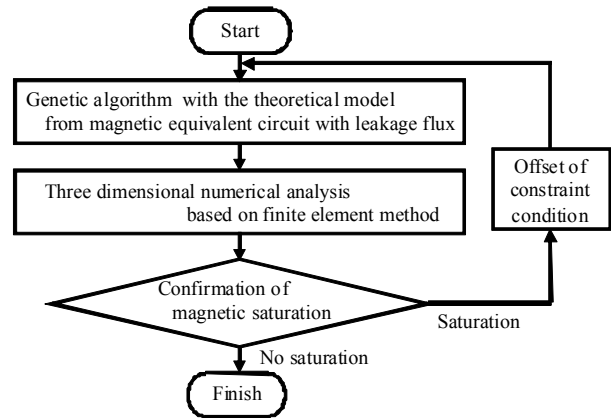 Start
Genetic algorithm with the theoretical model
from magnetic equivalent circuit with leakage flux
Three dimensional numerical analysis
based on finite element method
Offset of
constraint
condition
Confirmation of
magnetic saturation
Saturation
No saturation
Finish